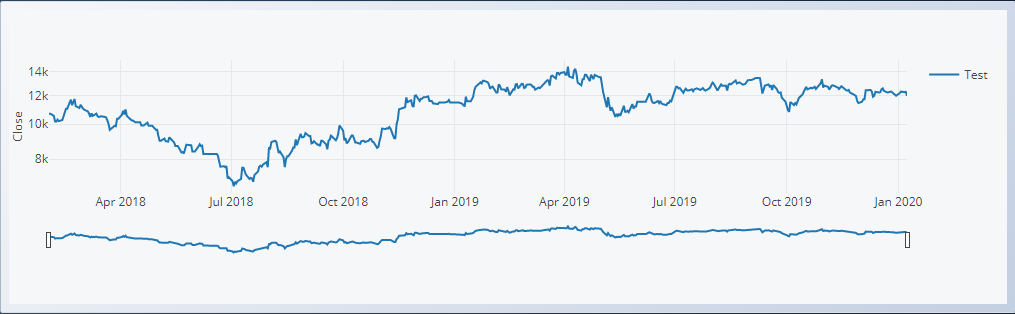 14k
12k
10k
8k
Close
Test
Apr 2018
Jul 2018
Oct 2018
Jan 2019
Apr 2019
Jul 2019
Oct 2019
Jan 2020